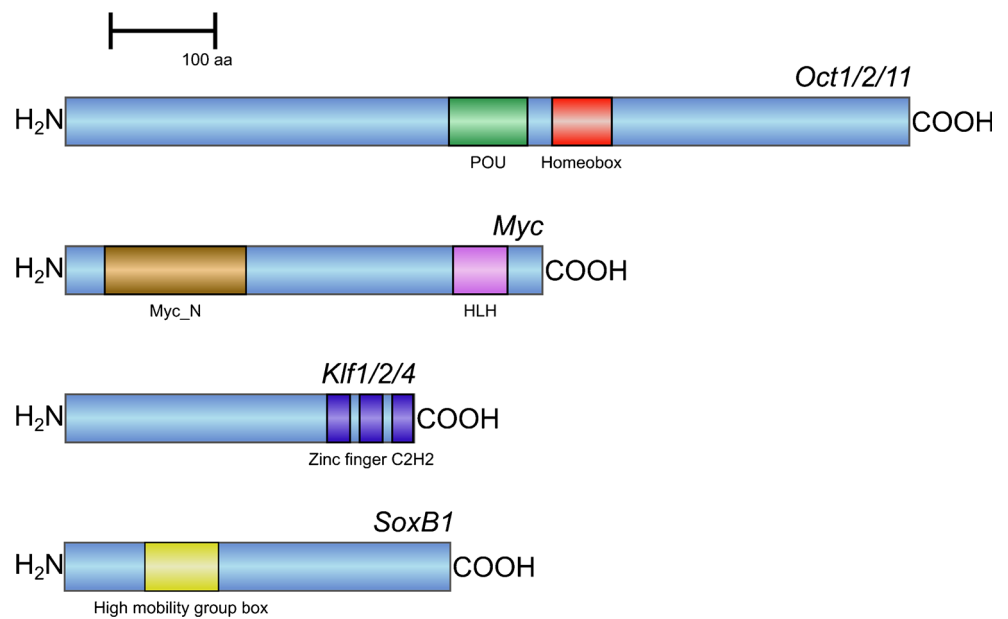 100 aa
Oct1/2/11
H₂N COOH
POU Homeobox
Myc
H₂N COOH
Myc_N HLH
Klf1/2/4
H₂N COOH
Zinc finger C2H2
SoxB1
H₂N COOH
High mobility group box